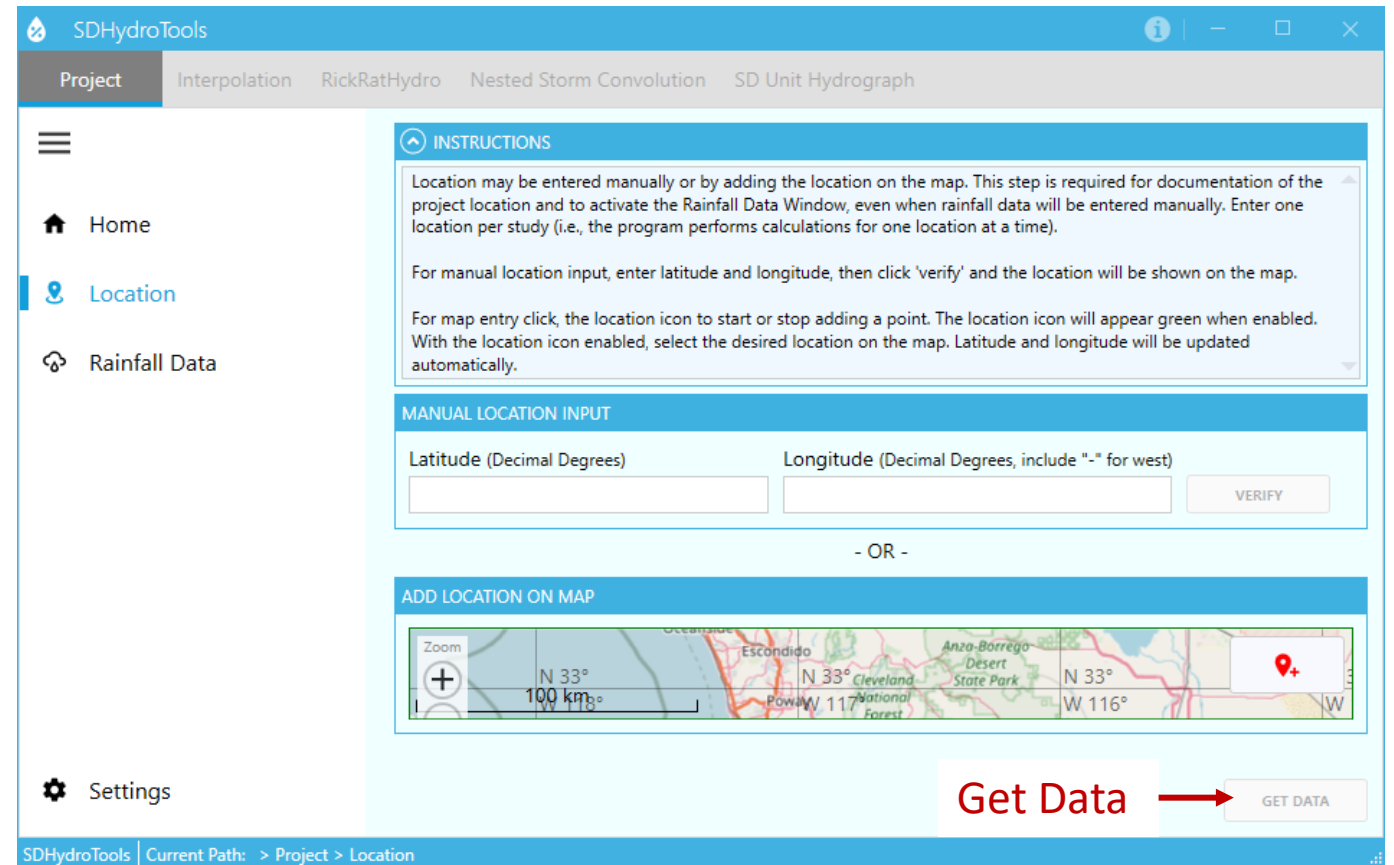 SDHydroTools
Project Interpolation RickRatHydro Nested Storm Convolution SD Unit Hydrograph
Home
Location
Rainfall Data
Settings
INSTRUCTIONS
Location may be entered manually or by adding the location on the map. This step is required for documentation of the
project location and to activate the Rainfall Data Window, even when rainfall data will be entered manually. Enter one
location per study (i.e., the program performs calculations for one location at a time).
For manual location input, enter latitude and longitude, then click 'verify' and the location will be shown on the map.
For map entry click, the location icon to start or stop adding a point. The location icon will appear green when enabled.
With the location icon enabled, select the desired location on the map. Latitude and longitude will be updated
automatically.
MANUAL LOCATION INPUT
Latitude (Decimal Degrees) Longitude (Decimal Degrees, include "-" for west)
VERIFY
- OR -
ADD LOCATION ON MAP
Zoom
+
100 km
N 33°
W 118°
Oceanside
Escondido
Poway
N 33°
W 117°
Cleveland
National
Forest
Anza-Borrego
Desert
State Park
N 33°
W 116°
W
Get Data
GET DATA
SDHydroTools Current Path: > Project > Location